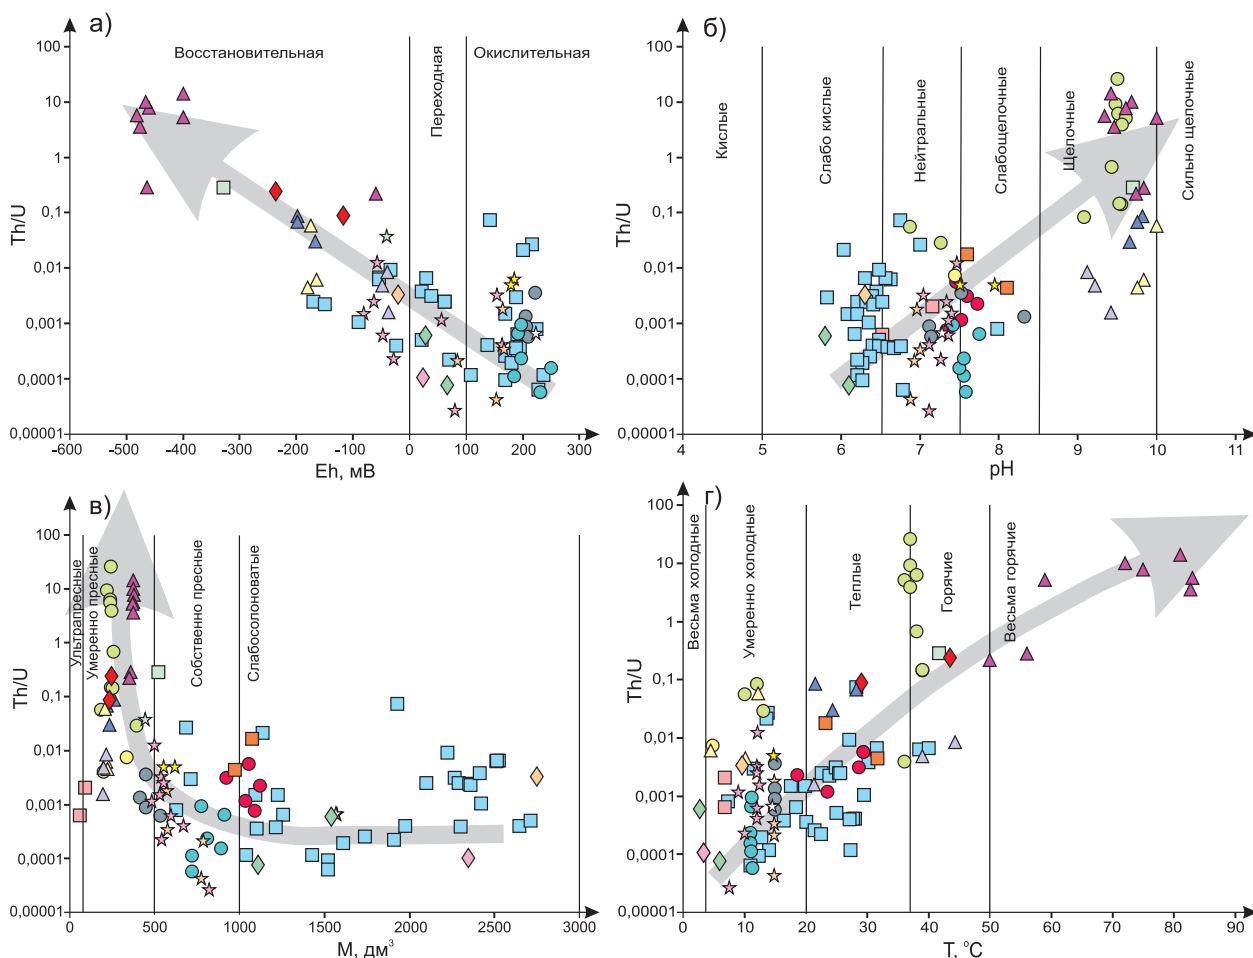 а)
Восстановительная
Переходная
Окислительная
Th/U
100
10
1
0,1
0,01
0,001
0,0001
0,00001
-600
-500
-400
-300
-200
-100
0
100
200
300
Eh, мВ
б)
Кислые
Слабо кислые
Нейтральные
Слабощелочные
Щелочные
Сильно щелочные
Th/U
100
10
1
0,1
0,01
0,001
0,0001
0,00001
4
5
6
7
8
9
10
11
pH
в)
Ультрапресные
Умеренно пресные
Собственно пресные
Слабосолоноватые
Th/U
100
10
1
0,1
0,01
0,001
0,0001
0,00001
0
500
1000
1500
2000
2500
3000
М, дм³
г)
Весьма холодные
Умеренно холодные
Теплые
Горячие
Весьма горячие
Th/U
100
10
1
0,1
0,01
0,001
0,0001
0,00001
0
10
20
30
40
50
60
70
80
90
T, °C